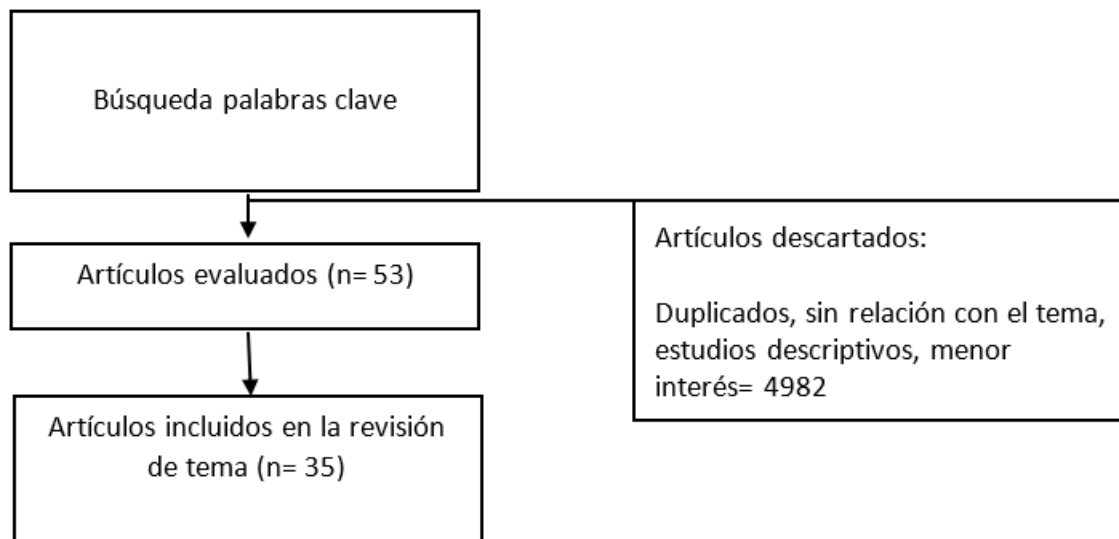 Búsqueda palabras clave
Artículos evaluados (n= 53)
Artículos descartados:
Duplicados, sin relación con el tema,
estudios descriptivos, menor
interés= 4982
Artículos incluidos en la revisión
de tema (n= 35)